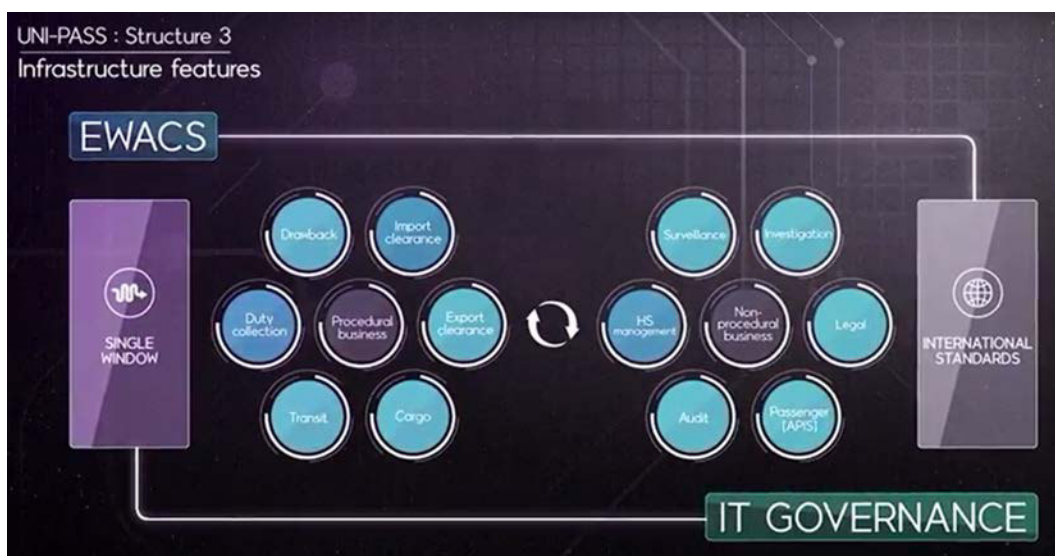 UNI-PASS : Structure 3
Infrastructure features
EWACS
SINGLE
WINDOW
Drawback
Import
clearance
Duty
collection
Procedural
business
Export
clearance
Transit
Cargo
Surveillance
Investigation
HS
management
Non-
procedural
business
Legal
Audit
Passenger
[APIS]
INTERNATIONAL
STANDARDS
IT GOVERNANCE